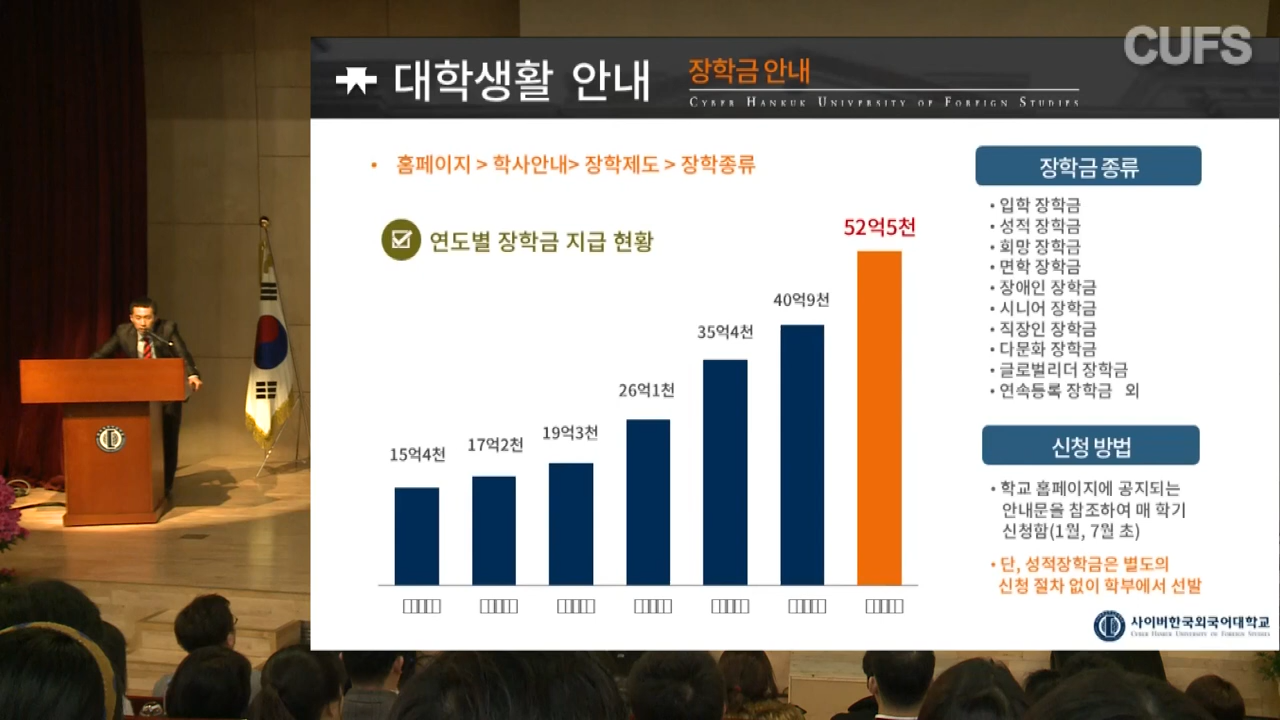 CUFS
대학생활 안내
장학금 안내
CYBER HANKUK UNIVERSITY OF FOREIGN STUDIES
• 홈페이지 > 학사안내> 장학제도 > 장학종류
연도별 장학금 지급 현황
15억4천
17억2천
19억3천
26억1천
35억4천
40억9천
52억5천
장학금 종류
• 입학 장학금
• 성적 장학금
• 희망 장학금
• 면학 장학금
• 장애인 장학금
• 시니어 장학금
• 직장인 장학금
• 다문화 장학금
• 글로벌리더 장학금
• 연속등록 장학금 외
신청 방법
• 학교 홈페이지에 공지되는
안내문을 참조하여 매 학기
신청함(1월, 7월 초)
• 단, 성적장학금은 별도의
신청 절차 없이 학부에서 선발
사이버한국외국어대학교
CYBER HANKUK UNIVERSITY OF FOREIGN STUDIES